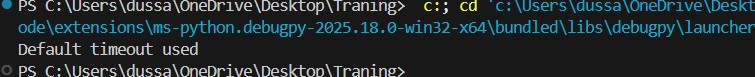 PS C:\Users\dussa\OneDrive\Desktop\Traning> c:; cd 'c:\Users\dussa\OneDrive\Deskt
ode\extensions\ms-python.debugpy-2025.18.0-win32-x64\bundled\libs\debugpy\launcher
Default timeout used
PS C:\Users\dussa\OneDrive\Desktop\Traning>